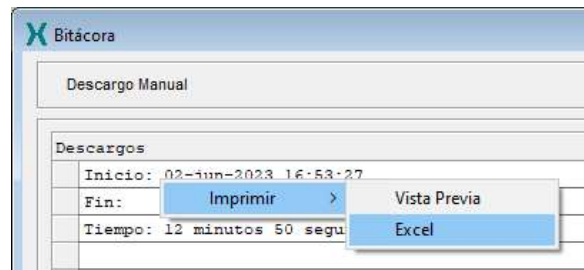 Bitácora
Descargo Manual
Descargos
Inicio: 02-jun-2023 16:53:27
Fin: Imprimir > Vista Previa
Tiempo: 12 minutos 50 Excel